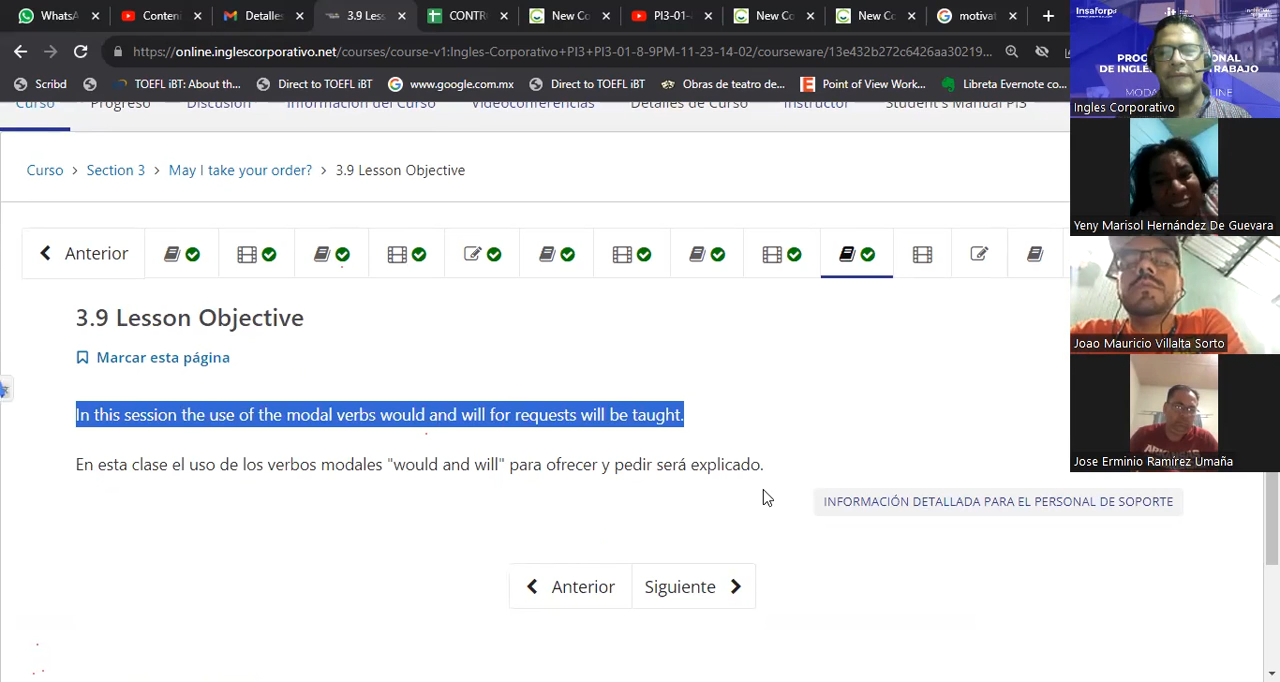 WhatsA
Conten
Detalle
3.9 Less
CONTR
New Co
PI3-01-
New Co
New Co
motivat
https://online.inglescorporativo.net/courses/course-v1:Ingles-Corporativo+PI3+PI3-01-8-9PM-11-23-14-02/courseware/13e432b272c6426aa30219...
Scribd
TOEFL iBT: About th...
Direct to TOEFL iBT
www.google.com.mx
Direct to TOEFL iBT
Obras de teatro de...
Point of View Work...
Libreta Evernote co...
Curso
Progreso
Discusión
Información del Curso
Videoconferencias
Detalles de Curso
Instructor
Student's Manual PI3
Curso > Section 3 > May I take your order? > 3.9 Lesson Objective
Anterior
3.9 Lesson Objective
Marcar esta página
In this session the use of the modal verbs would and will for requests will be taught.
En esta clase el uso de los verbos modales "would and will" para ofrecer y pedir será explicado.
INFORMACIÓN DETALLADA PARA EL PERSONAL DE SOPORTE
Anterior
Siguiente
Insaforp
Ingles Corporativo
Yeny Marisol Hernández De Guevara
Joao Mauricio Villalta Sorto
Jose Erminio Ramírez Umaña